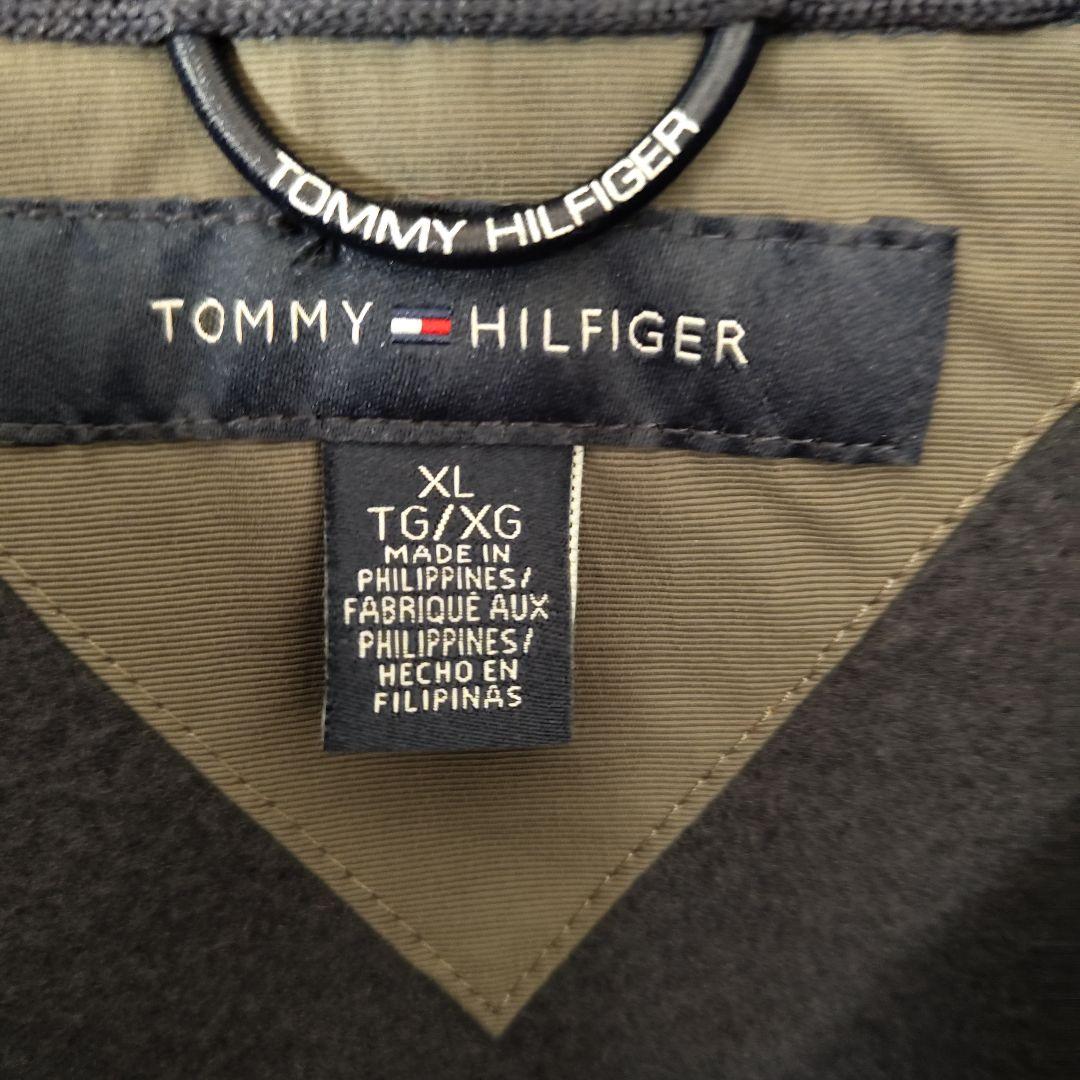 TOMMY HILFIGER
TOMMY HILFIGER
XL
TG/XG
MADE IN
PHILIPPINES/
FABRIQUÉ AUX
PHILIPPINES/
HECHO EN
FILIPINAS